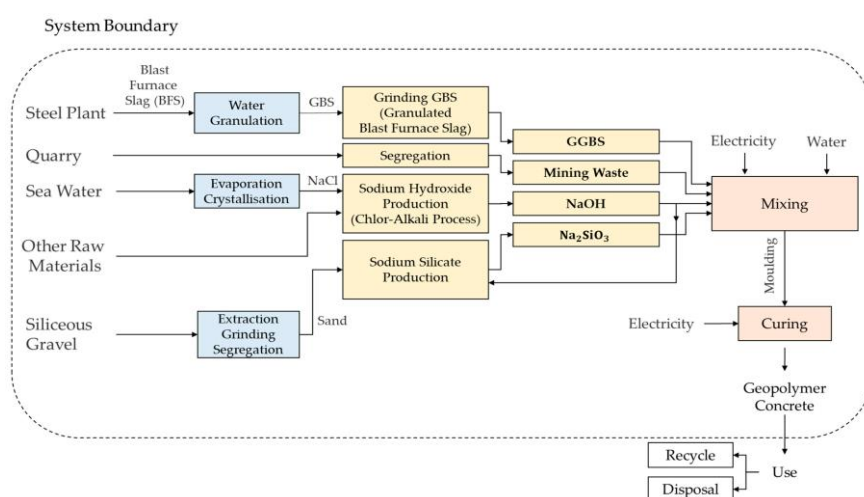 System Boundary
Blast
Furnace
Slag (BFS)
Steel Plant
Water
Granulation
GBS
Grinding GBS
(Granulated
Blast Furnace Slag)
GGBS
Electricity
Water
Quarry
Segregation
Mining Waste
Sea Water
Evaporation
Crystallisation
NaCl
Sodium Hydroxide
Production
(Chlor-Alkali Process)
NaOH
Mixing
Na₂SiO₃
Other Raw
Materials
Sodium Silicate
Production
Moulding
Siliceous
Gravel
Extraction
Grinding
Segregation
Sand
Electricity
Curing
Geopolymer
Concrete
Use
Recycle
Disposal